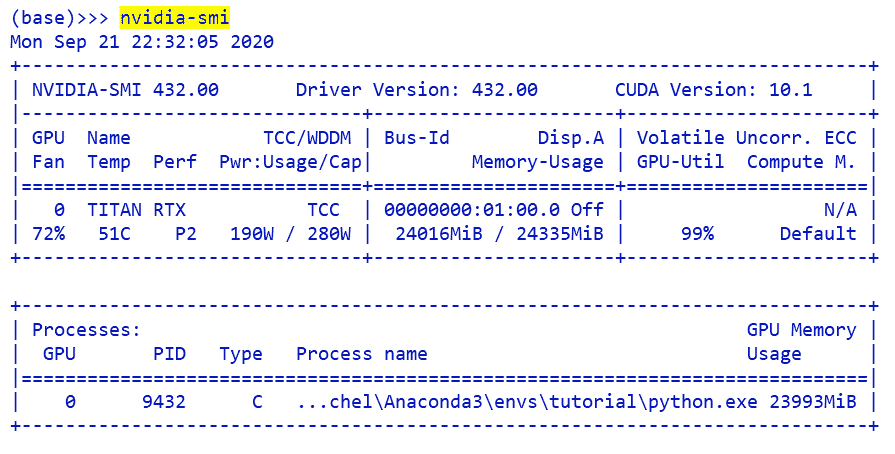 (base)>>> nvidia-smi
Mon Sep 21 22:32:05 2020
+-----------------------------------------------------------------------------+
| NVIDIA-SMI 432.00       Driver Version: 432.00       CUDA Version: 10.1     |
|-------------------------------+----------------------+----------------------+
| GPU  Name            TCC/WDDM | Bus-Id        Disp.A | Volatile Uncorr. ECC |
| Fan  Temp  Perf  Pwr:Usage/Cap|         Memory-Usage | GPU-Util  Compute M. |
|===============================+======================+======================|
|   0  TITAN RTX           TCC  | 00000000:01:00.0 Off |                  N/A |
| 72%   51C    P2   190W / 280W |  24016MiB / 24335MiB |     99%      Default |
+-------------------------------+----------------------+----------------------+
+-----------------------------------------------------------------------------+
| Processes:                                                       GPU Memory |
|  GPU       PID   Type   Process name                             Usage      |
|=============================================================================|
|    0      9432      C   ...chel\Anaconda3\envs\tutorial\python.exe 23993MiB |
+-----------------------------------------------------------------------------+